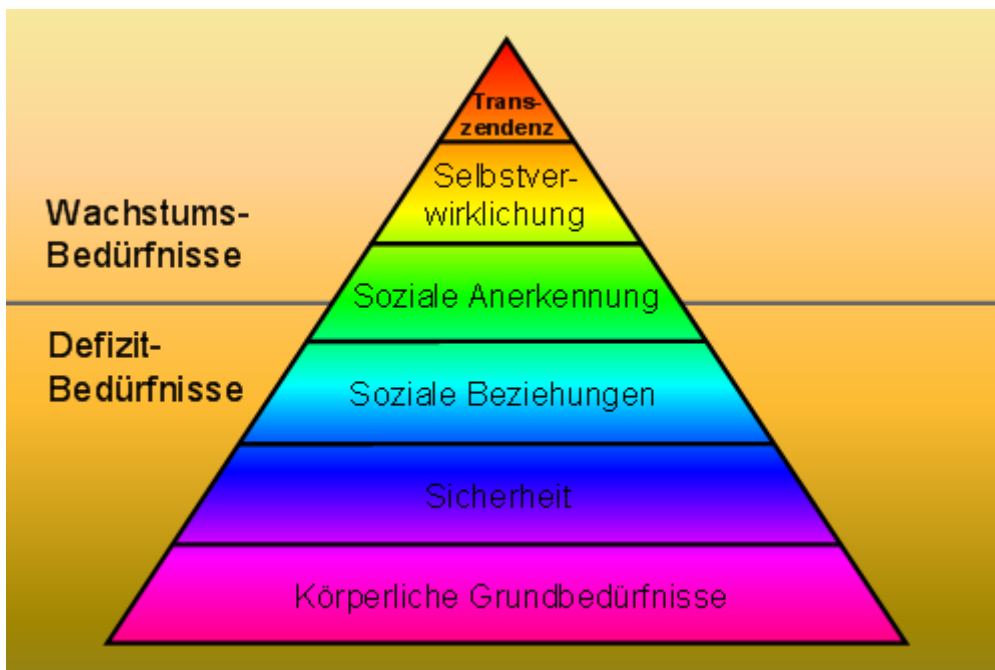 Trans-
zendenz
Selbstver-
wirklichung
Wachstums-
Bedürfnisse
Soziale Anerkennung
Defizit-
Bedürfnisse
Soziale Beziehungen
Sicherheit
Körperliche Grundbedürfnisse